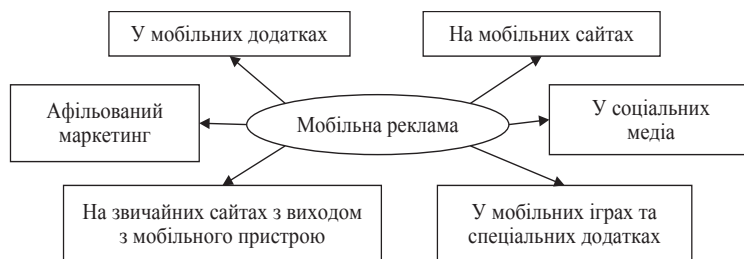 У мобільних додатках
На мобільних сайтах
Афільований
маркетинг
Мобільна реклама
У соціальних
медіа
На звичайних сайтах з виходом
з мобільного пристрою
У мобільних іграх та
спеціальних додатках